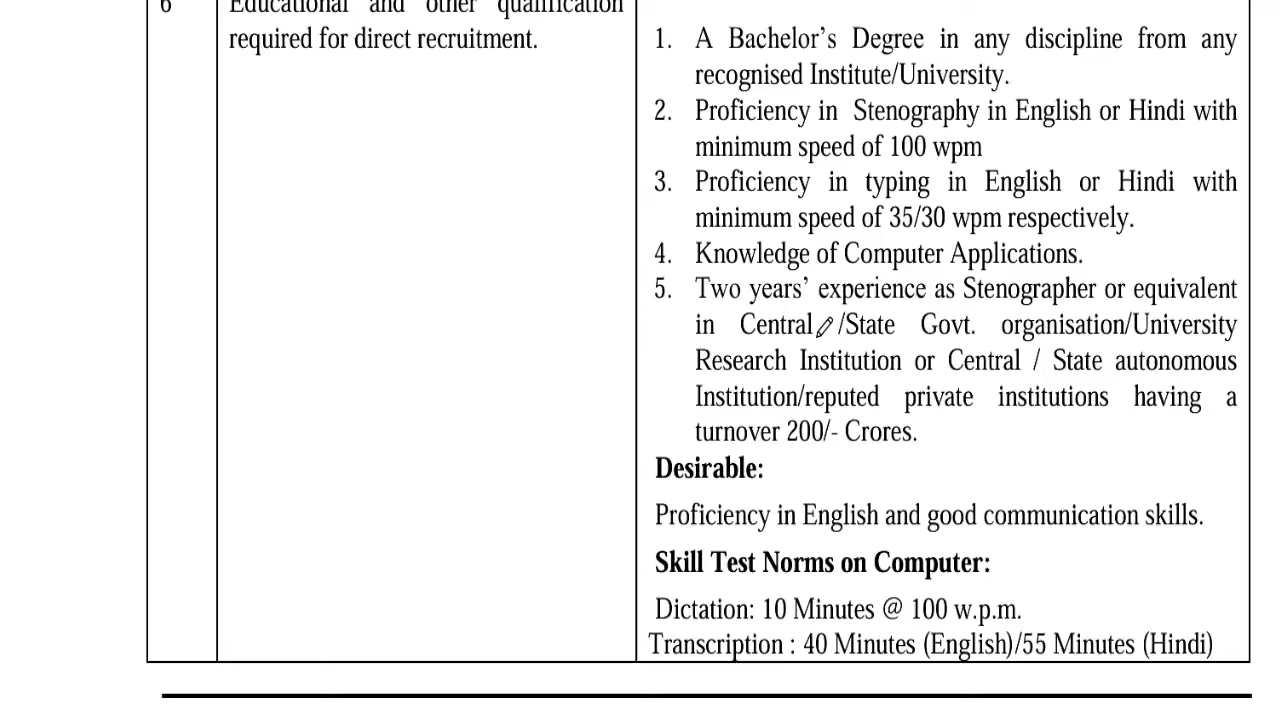 6
Educational and other qualification
required for direct recruitment.
1. A Bachelor’s Degree in any discipline from any
recognised Institute/University.
2. Proficiency in Stenography in English or Hindi with
minimum speed of 100 wpm
3. Proficiency in typing in English or Hindi with
minimum speed of 35/30 wpm respectively.
4. Knowledge of Computer Applications.
5. Two years’ experience as Stenographer or equivalent
in Central /State Govt. organisation/University
Research Institution or Central / State autonomous
Institution/reputed private institutions having a
turnover 200/- Crores.
Desirable:
Proficiency in English and good communication skills.
Skill Test Norms on Computer:
Dictation: 10 Minutes @ 100 w.p.m.
Transcription : 40 Minutes (English)/55 Minutes (Hindi)